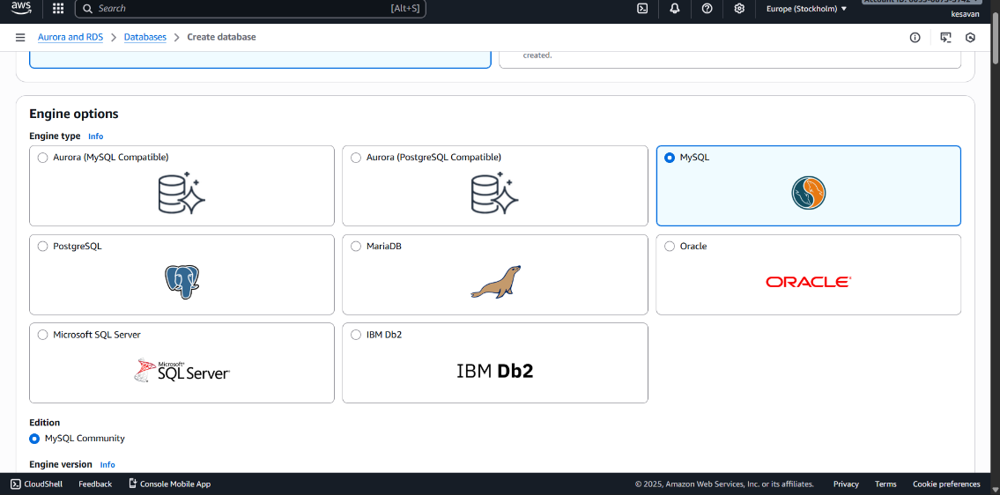 aws
Search [Alt+S] Europe (Stockholm)
kesavan
Aurora and RDS > Databases > Create database
created.
Engine options
Engine type Info
Aurora (MySQL Compatible) Aurora (PostgreSQL Compatible) MySQL
PostgreSQL MariaDB Oracle
ORACLE
Microsoft SQL Server IBM Db2
Microsoft SQL Server IBM Db2
Edition
MySQL Community
Engine version Info
CloudShell Feedback Console Mobile App © 2025, Amazon Web Services, Inc. or its affiliates. Privacy Terms Cookie preferences